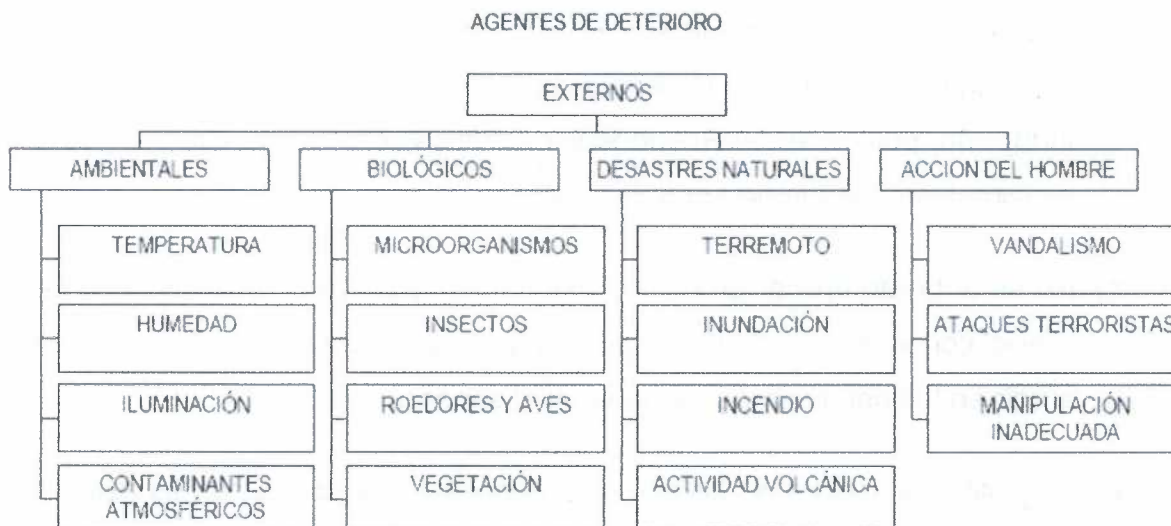 AGENTES DE DETERIORO
EXTERNOS
AMBIENTALES
TEMPERATURA
HUMEDAD
ILUMINACIÓN
CONTAMINANTES
ATMOSFÉRICOS
BIOLÓGICOS
MICROORGANISMOS
INSECTOS
ROEDORES Y AVES
VEGETACIÓN
DESASTRES NATURALES
TERREMOTO
INUNDACIÓN
INCENDIO
ACTIVIDAD VOLCÁNICA
ACCION DEL HOMBRE
VANDALISMO
ATAQUES TERRORISTAS
MANIPULACIÓN
INADECUADA